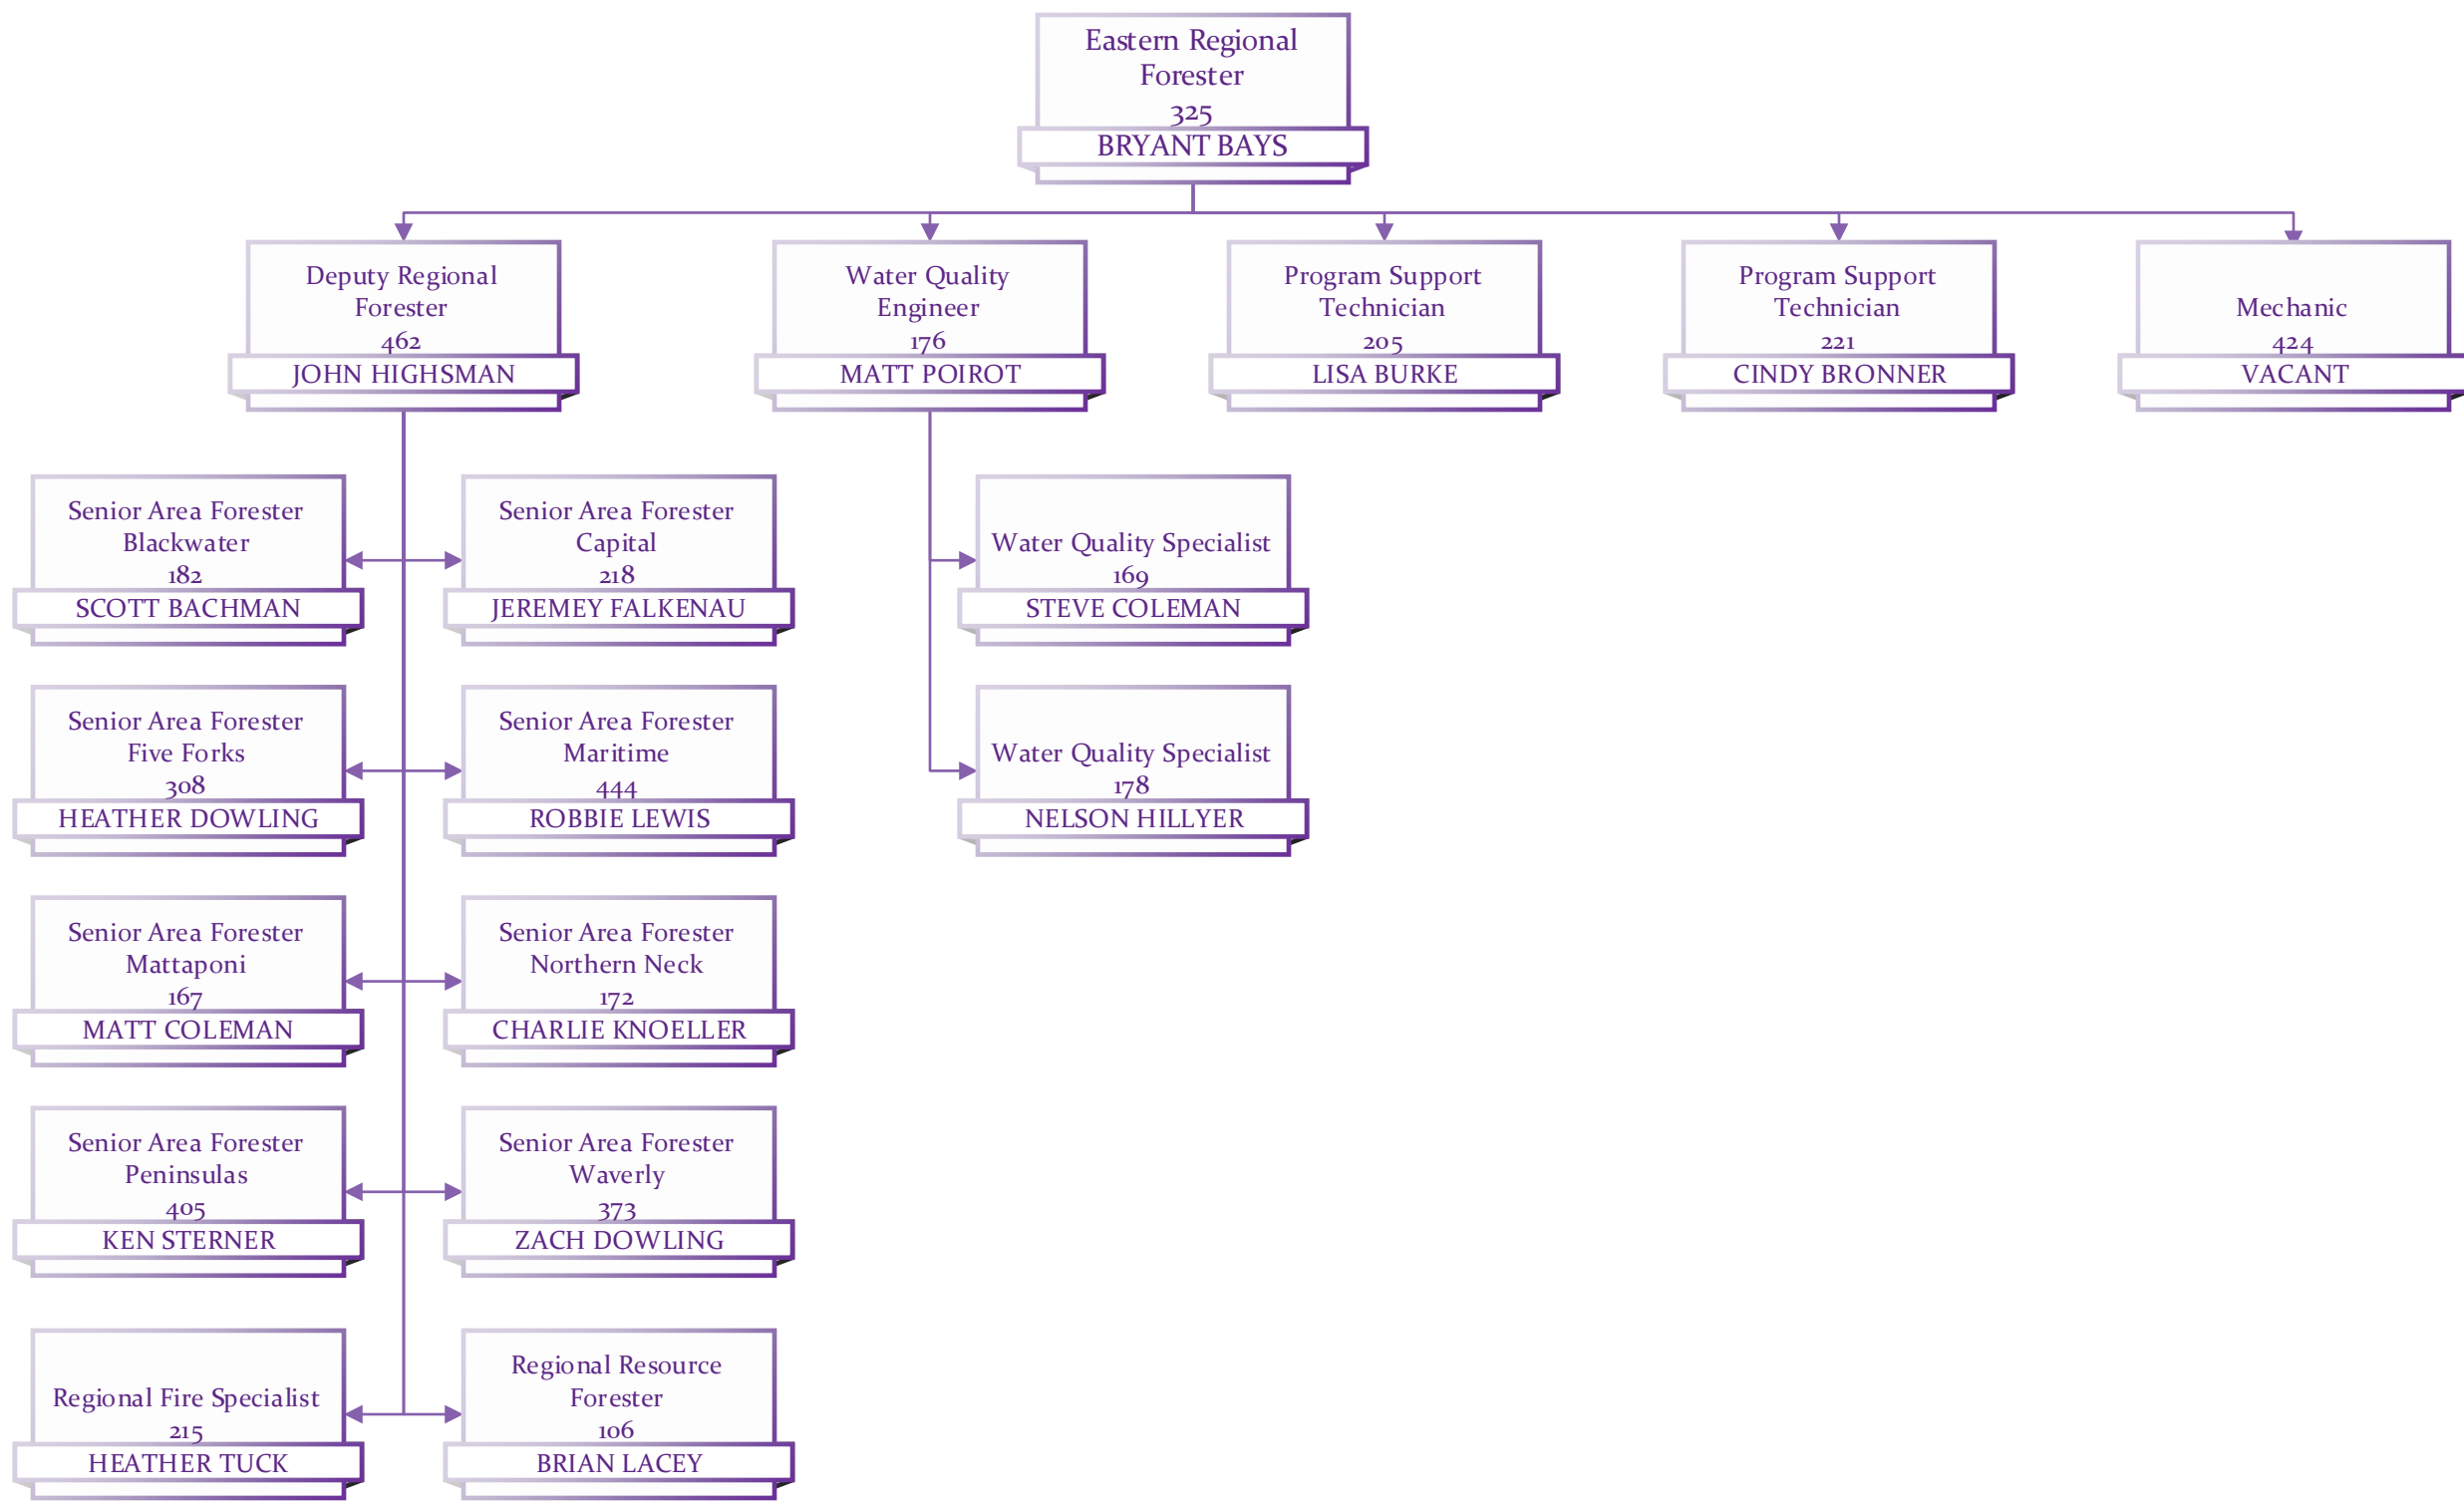 Eastern Regional
Forester
325
BRYANT BAYS
Deputy Regional
Forester
462
JOHN HIGHSMAN
Water Quality
Engineer
176
MATT POIROT
Program Support
Technician
205
LISA BURKE
Program Support
Technician
221
CINDY BRONNER
Mechanic
424
VACANT
Senior Area Forester
Blackwater
182
SCOTT BACHMAN
Senior Area Forester
Capital
218
JEREMEY FALKENAU
Water Quality Specialist
169
STEVE COLEMAN
Senior Area Forester
Five Forks
308
HEATHER DOWLING
Senior Area Forester
Maritime
444
ROBBIE LEWIS
Water Quality Specialist
178
NELSON HILLYER
Senior Area Forester
Mattaponi
167
MATT COLEMAN
Senior Area Forester
Northern Neck
172
CHARLIE KNOELLER
Senior Area Forester
Peninsulas
405
KEN STERNER
Senior Area Forester
Waverly
373
ZACH DOWLING
Regional Fire Specialist
215
HEATHER TUCK
Regional Resource
Forester
106
BRIAN LACEY